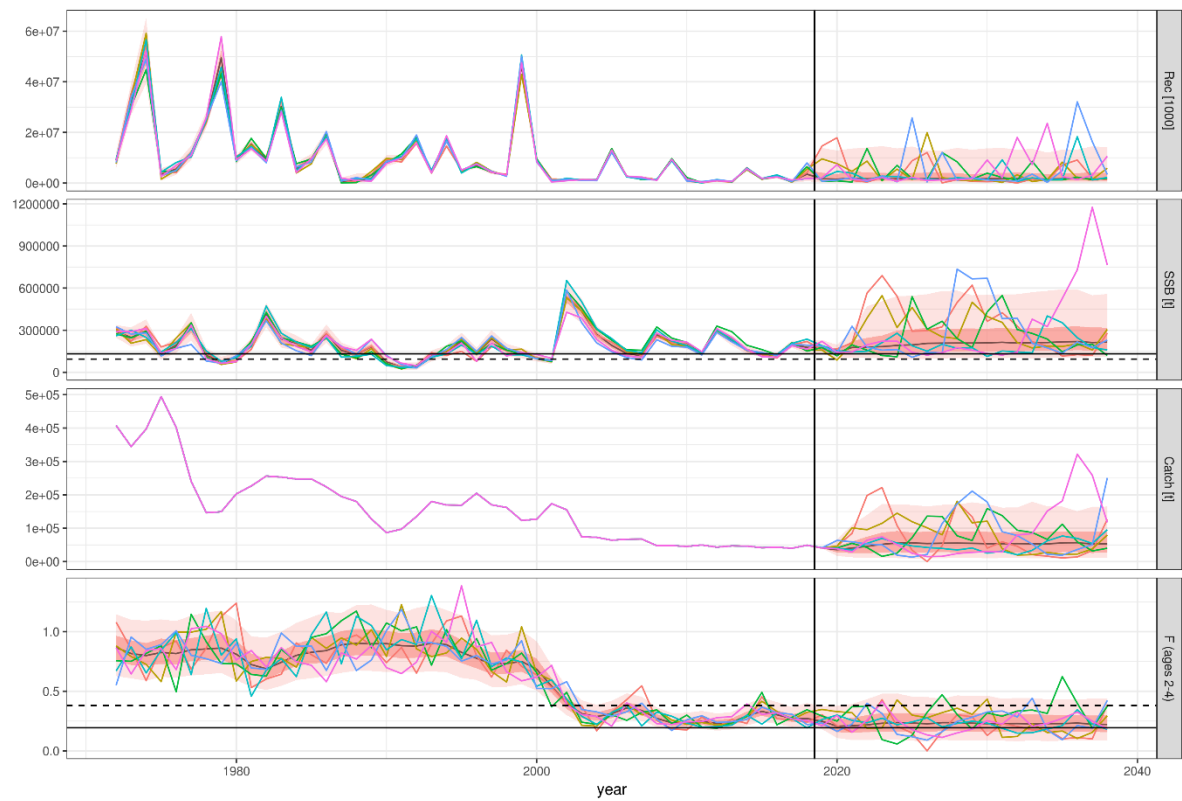 6e+07
4e+07
2e+07
0e+00
Rec [1000]
1200000
900000
600000
300000
0
SSB [t]
5e+05
4e+05
3e+05
2e+05
1e+05
0e+00
Catch [t]
1.0
0.5
0.0
F (ages 2-4)
1980 2000 2020 2040
year